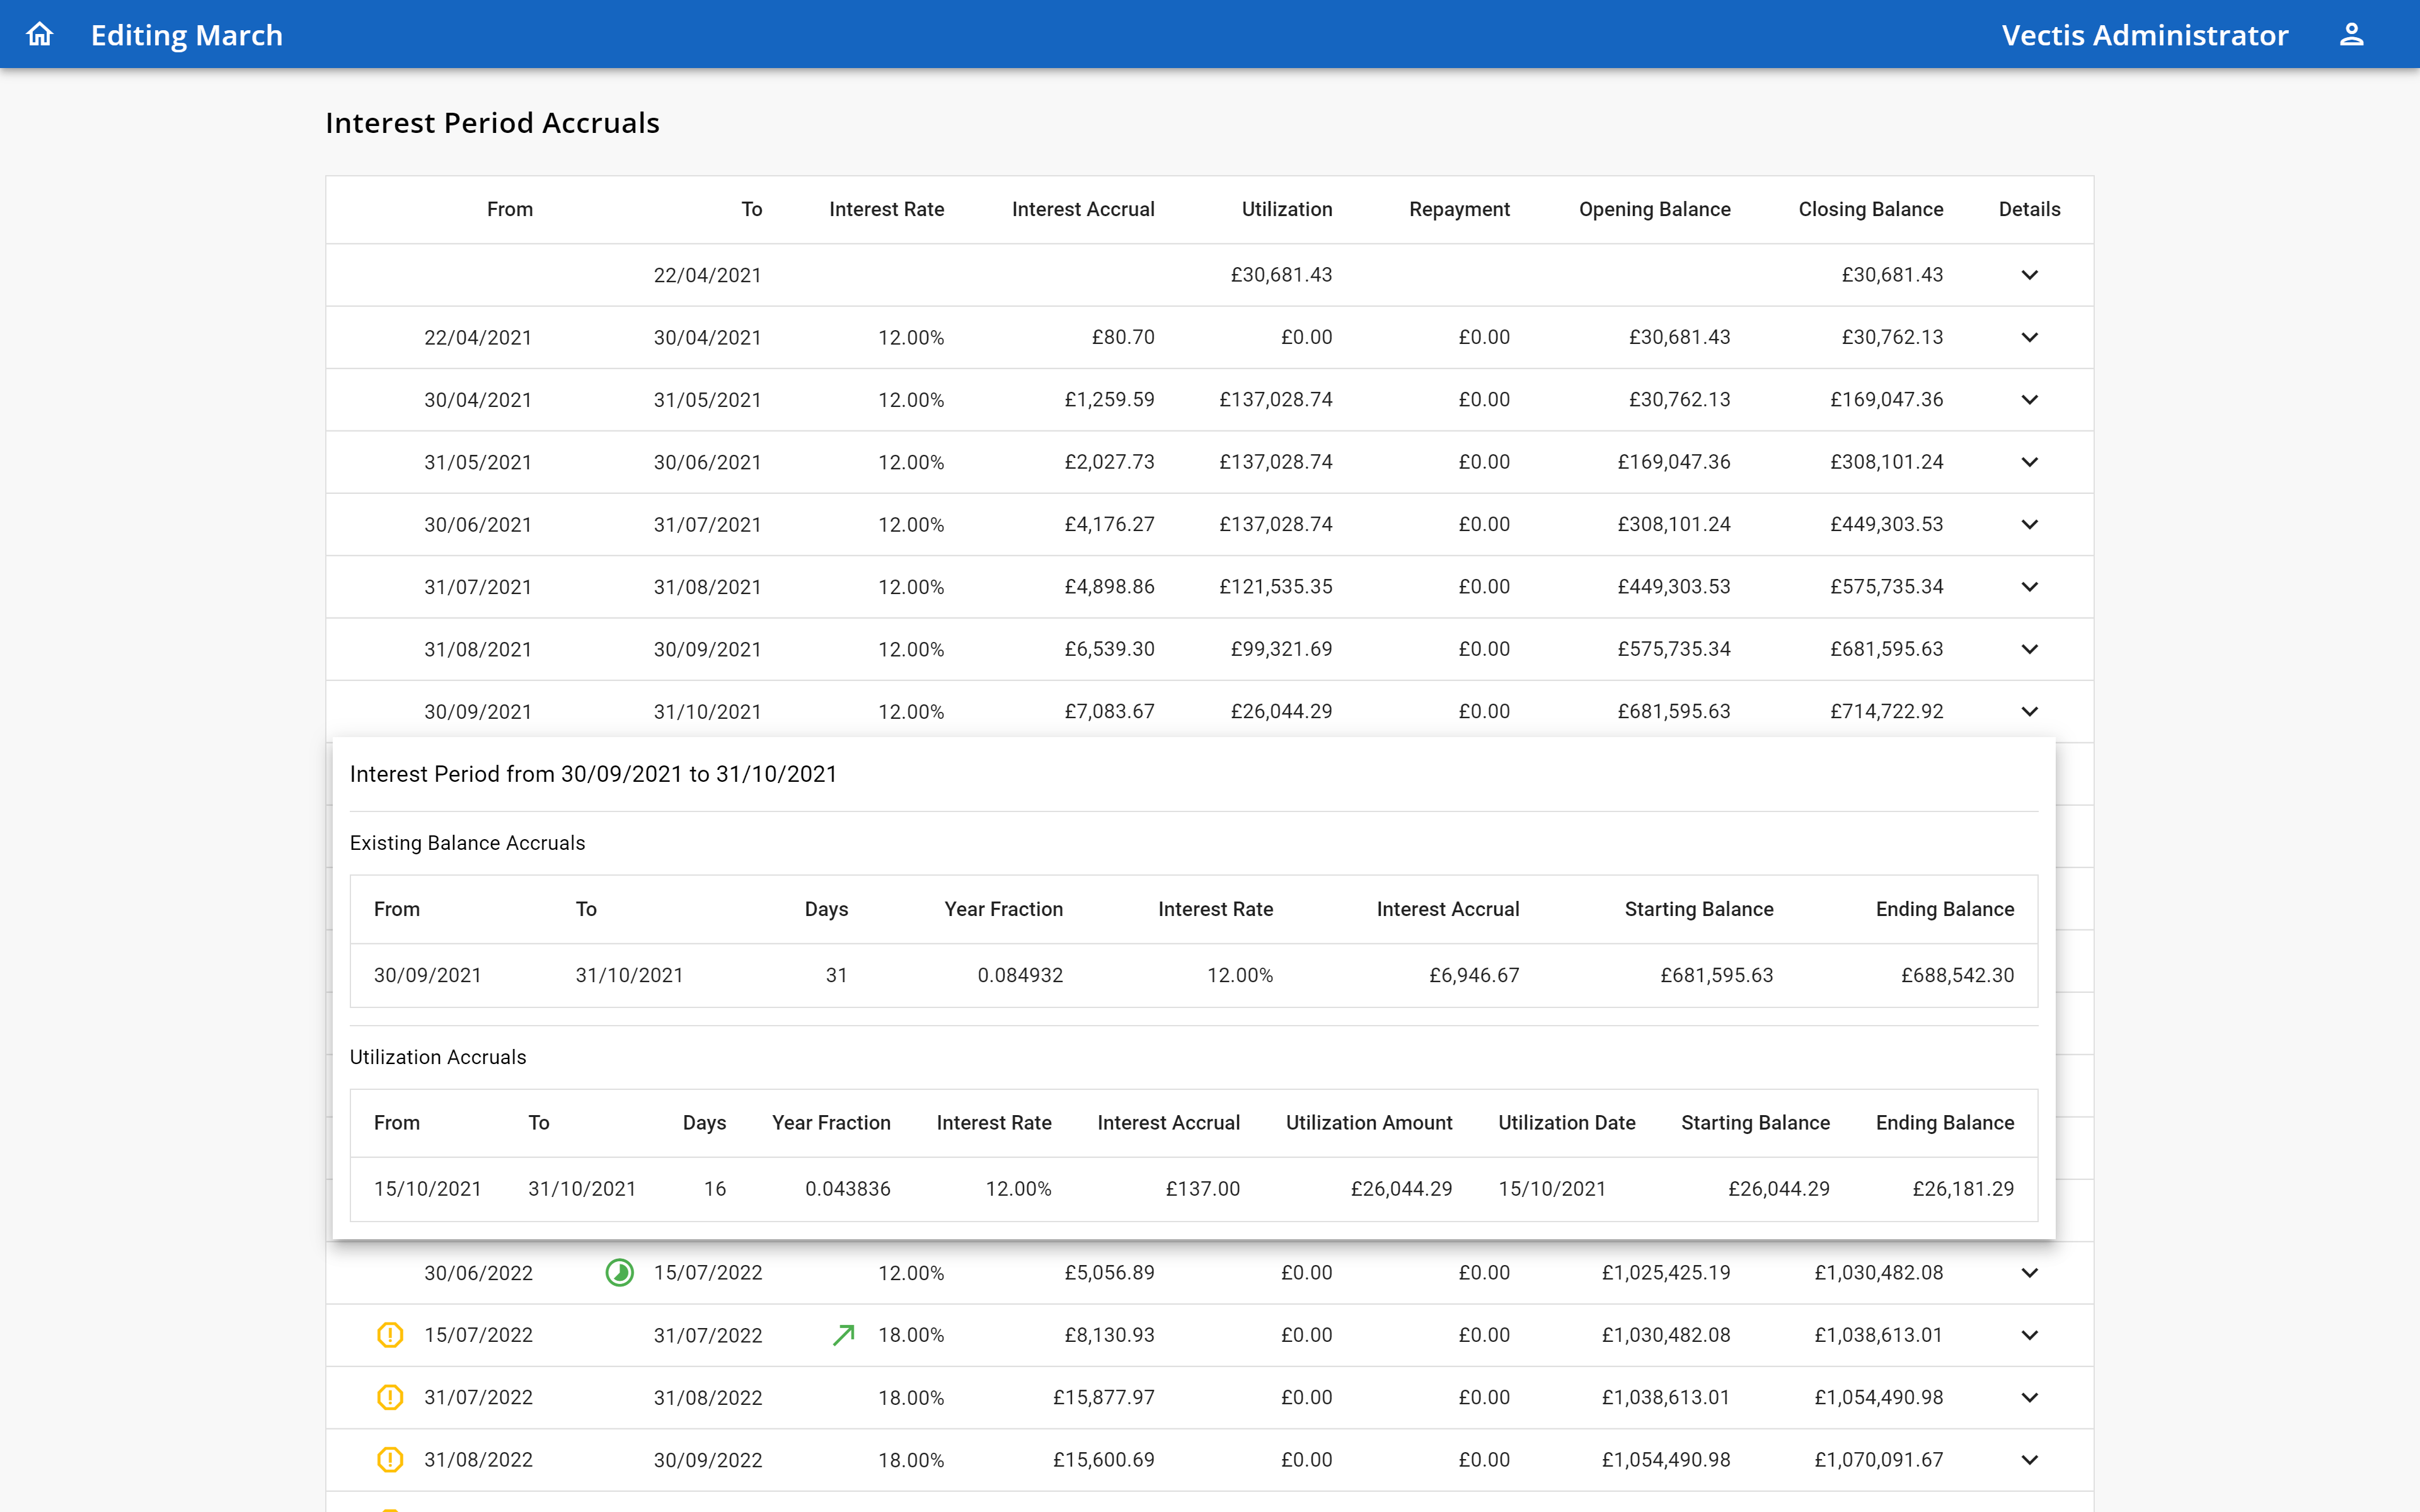 Editing March Vectis Administrator
Interest Period Accruals
From To Interest Rate Interest Accrual Utilization Repayment Opening Balance Closing Balance Details
22/04/2021 £30,681.43 £30,681.43
22/04/2021 30/04/2021 12.00% £80.70 £0.00 £0.00 £30,681.43 £30,762.13
30/04/2021 31/05/2021 12.00% £1,259.59 £137,028.74 £0.00 £30,762.13 £169,047.36
31/05/2021 30/06/2021 12.00% £2,027.73 £137,028.74 £0.00 £169,047.36 £308,101.24
30/06/2021 31/07/2021 12.00% £4,176.27 £137,028.74 £0.00 £308,101.24 £449,303.53
31/07/2021 31/08/2021 12.00% £4,898.86 £121,535.35 £0.00 £449,303.53 £575,735.34
31/08/2021 30/09/2021 12.00% £6,539.30 £99,321.69 £0.00 £575,735.34 £681,595.63
30/09/2021 31/10/2021 12.00% £7,083.67 £26,044.29 £0.00 £681,595.63 £714,722.92
Interest Period from 30/09/2021 to 31/10/2021
Existing Balance Accruals
From To Days Year Fraction Interest Rate Interest Accrual Starting Balance Ending Balance
30/09/2021 31/10/2021 31 0.084932 12.00% £6,946.67 £681,595.63 £688,542.30
Utilization Accruals
From To Days Year Fraction Interest Rate Interest Accrual Utilization Amount Utilization Date Starting Balance Ending Balance
15/10/2021 31/10/2021 16 0.043836 12.00% £137.00 £26,044.29 15/10/2021 £26,044.29 £26,181.29
30/06/2022 15/07/2022 12.00% £5,056.89 £0.00 £0.00 £1,025,425.19 £1,030,482.08
15/07/2022 31/07/2022 18.00% £8,130.93 £0.00 £0.00 £1,030,482.08 £1,038,613.01
31/07/2022 31/08/2022 18.00% £15,877.97 £0.00 £0.00 £1,038,613.01 £1,054,490.98
31/08/2022 30/09/2022 18.00% £15,600.69 £0.00 £0.00 £1,054,490.98 £1,070,091.67